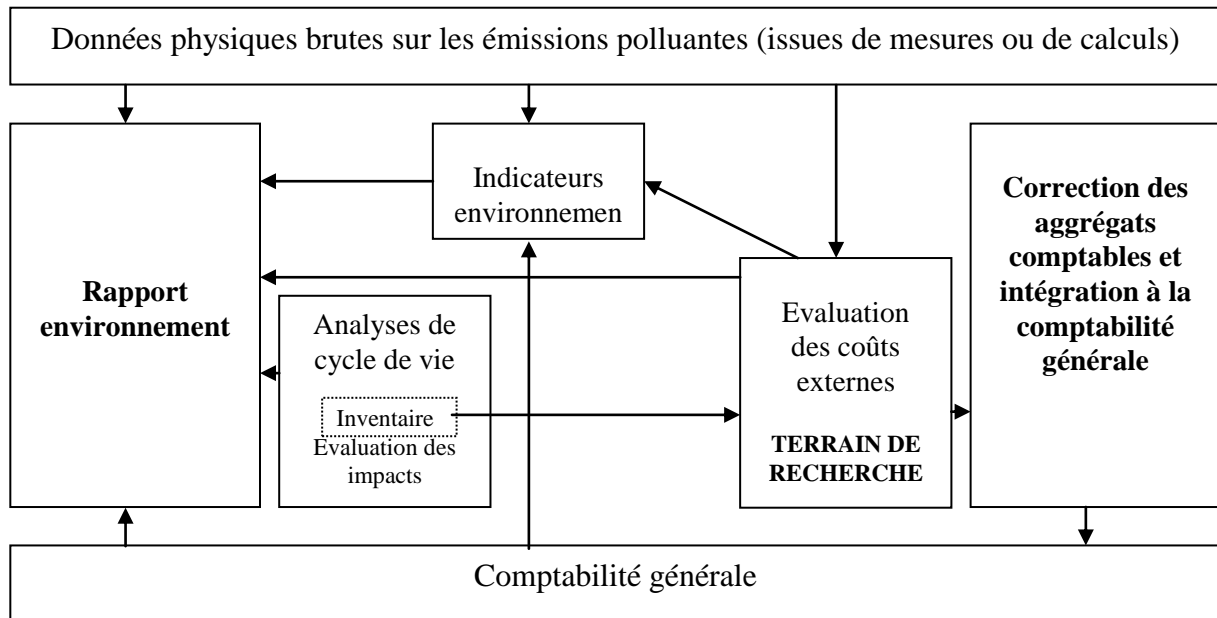 Données physiques brutes sur les émissions polluantes (issues de mesures ou de calculs)
Rapport
environnement
Indicateurs
environnemen
Analyses de
cycle de vie
Inventaire
Evaluation des
impacts
Evaluation
des coûts
externes
TERRAIN DE
RECHERCHE
Correction des
aggrégats
comptables et
intégration à la
comptabilité
générale
Comptabilité générale